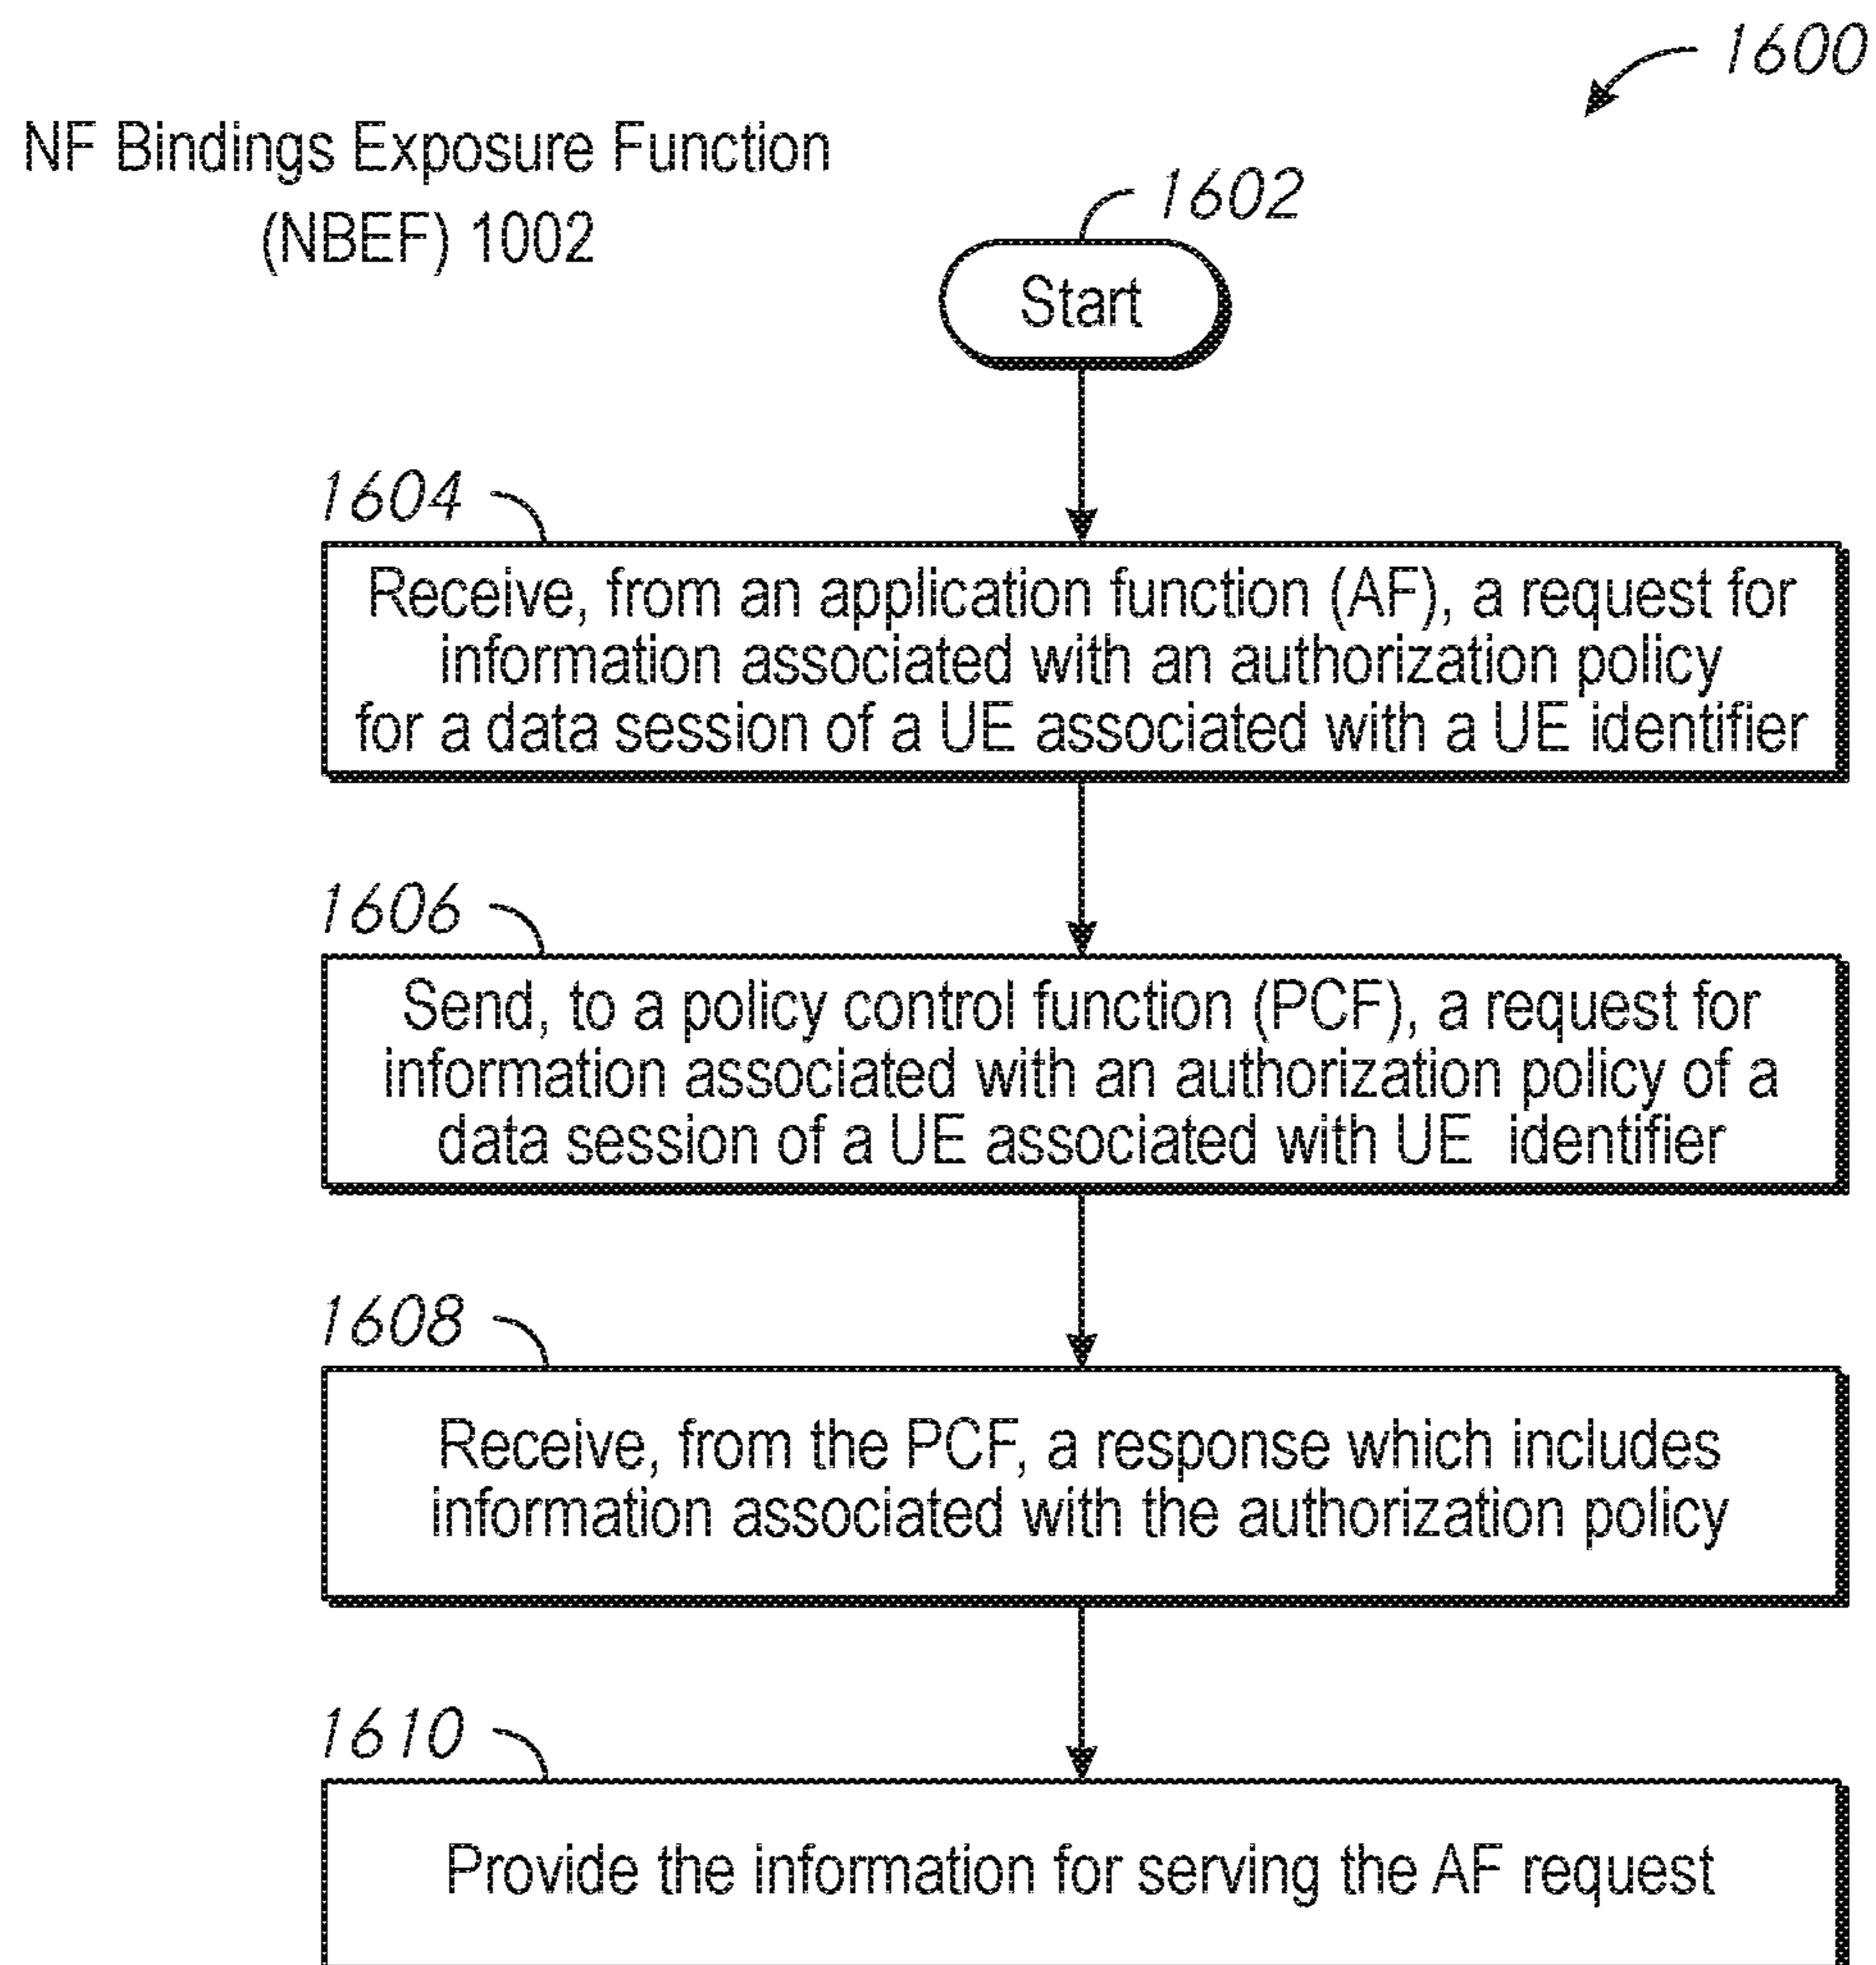 1600
NF Bindings Exposure Function
(NBEF) 1002
1602
Start
1604
Receive, from an application function (AF), a request for
information associated with an authorization policy
for a data session of a UE associated with a UE identifier
1606
Send, to a policy control function (PCF), a request for
information associated with an authorization policy of a
data session of a UE associated with UE identifier
1608
Receive, from the PCF, a response which includes
information associated with the authorization policy
1610
Provide the information for serving the AF request